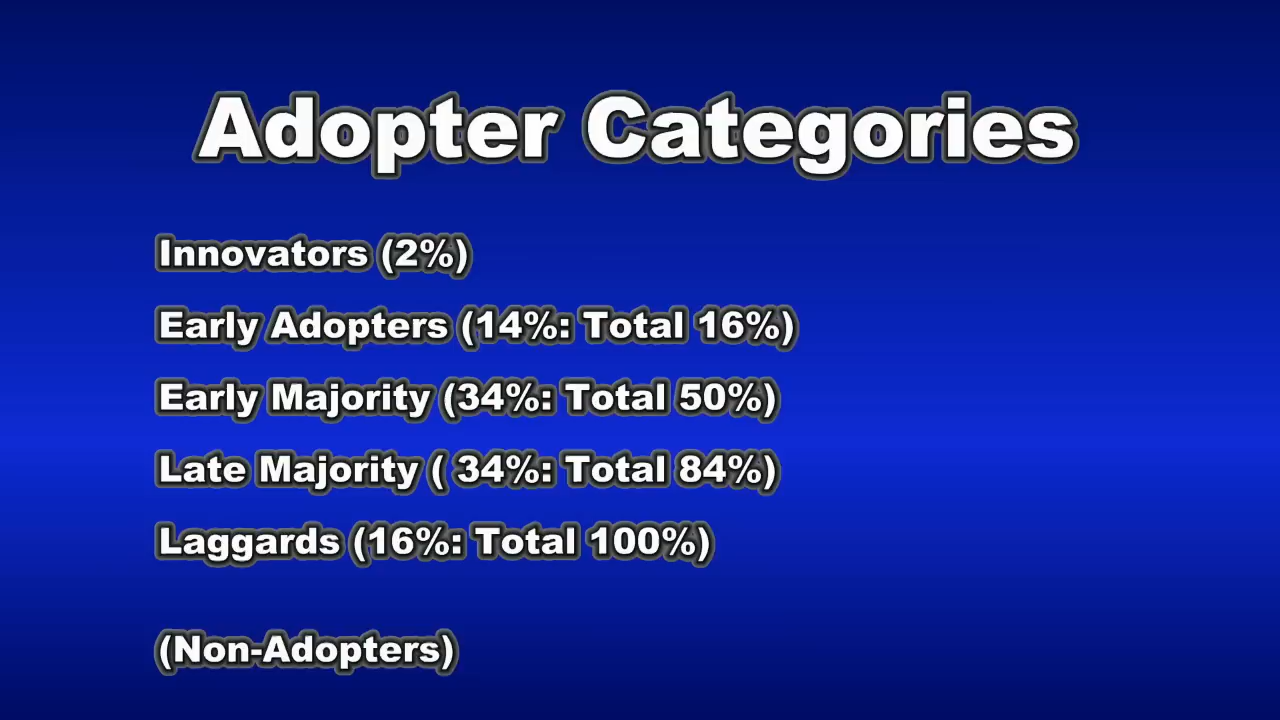 Adopter Categories
Innovators (2%)
Early Adopters (14%: Total 16%)
Early Majority (34%: Total 50%)
Late Majority ( 34%: Total 84%)
Laggards (16%: Total 100%)
(Non-Adopters)